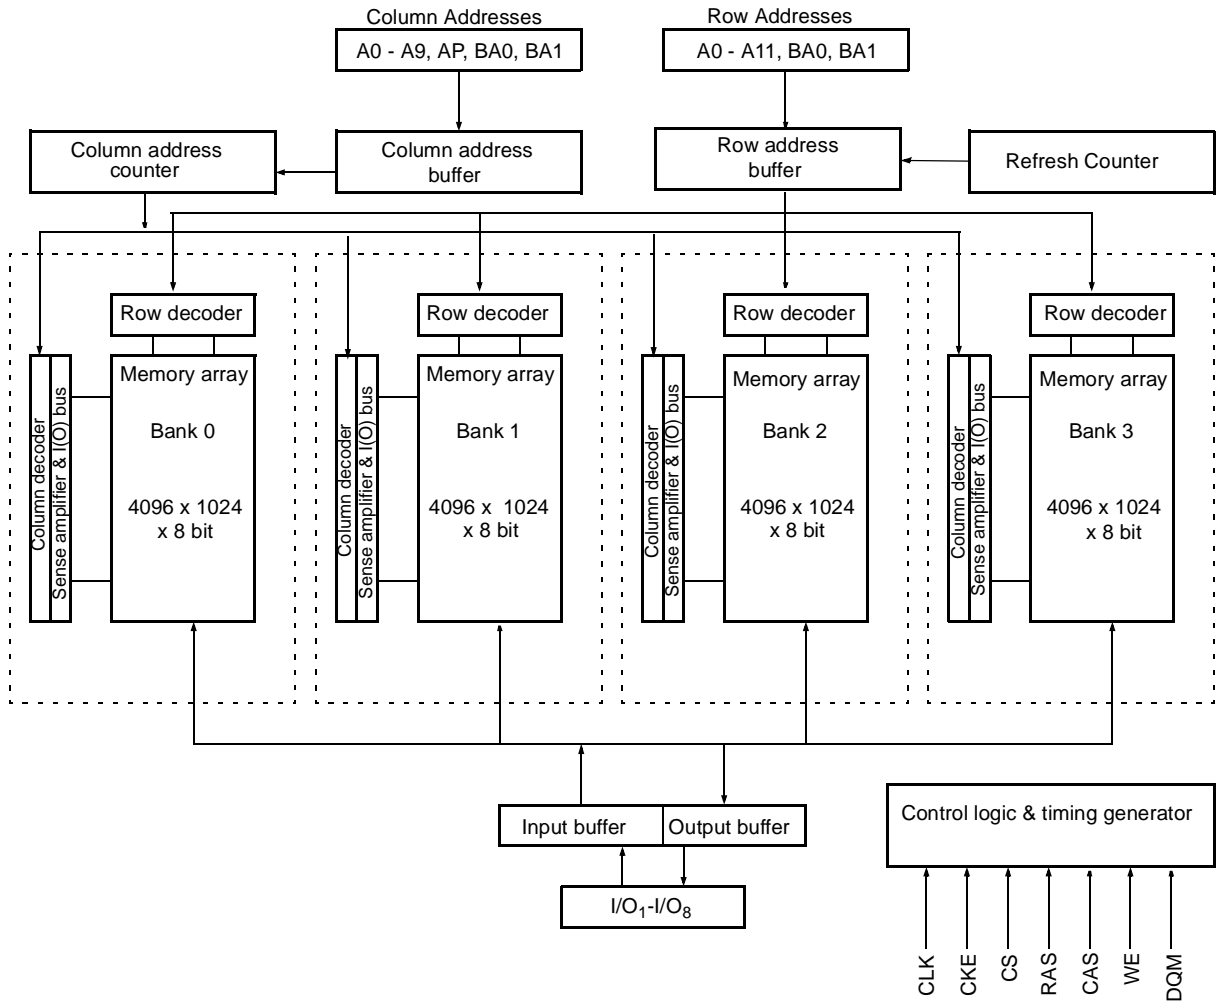 Column Addresses
A0 - A9, AP, BA0, BA1
Row Addresses
A0 - A11, BA0, BA1
Column address
counter
Column address
buffer
Row address
buffer
Refresh Counter
Row decoder
Memory array
Bank 0
4096 x 1024
x 8 bit
Column decoder
Sense amplifier & I(O) bus
Row decoder
Memory array
Bank 1
4096 x 1024
x 8 bit
Column decoder
Sense amplifier & I(O) bus
Row decoder
Memory array
Bank 2
4096 x 1024
x 8 bit
Column decoder
Sense amplifier & I(O) bus
Row decoder
Memory array
Bank 3
4096 x 1024
x 8 bit
Column decoder
Sense amplifier & I(O) bus
Input buffer
Output buffer
I/O1-I/O8
Control logic & timing generator
CLK
CKE
CS
RAS
CAS
WE
DQM